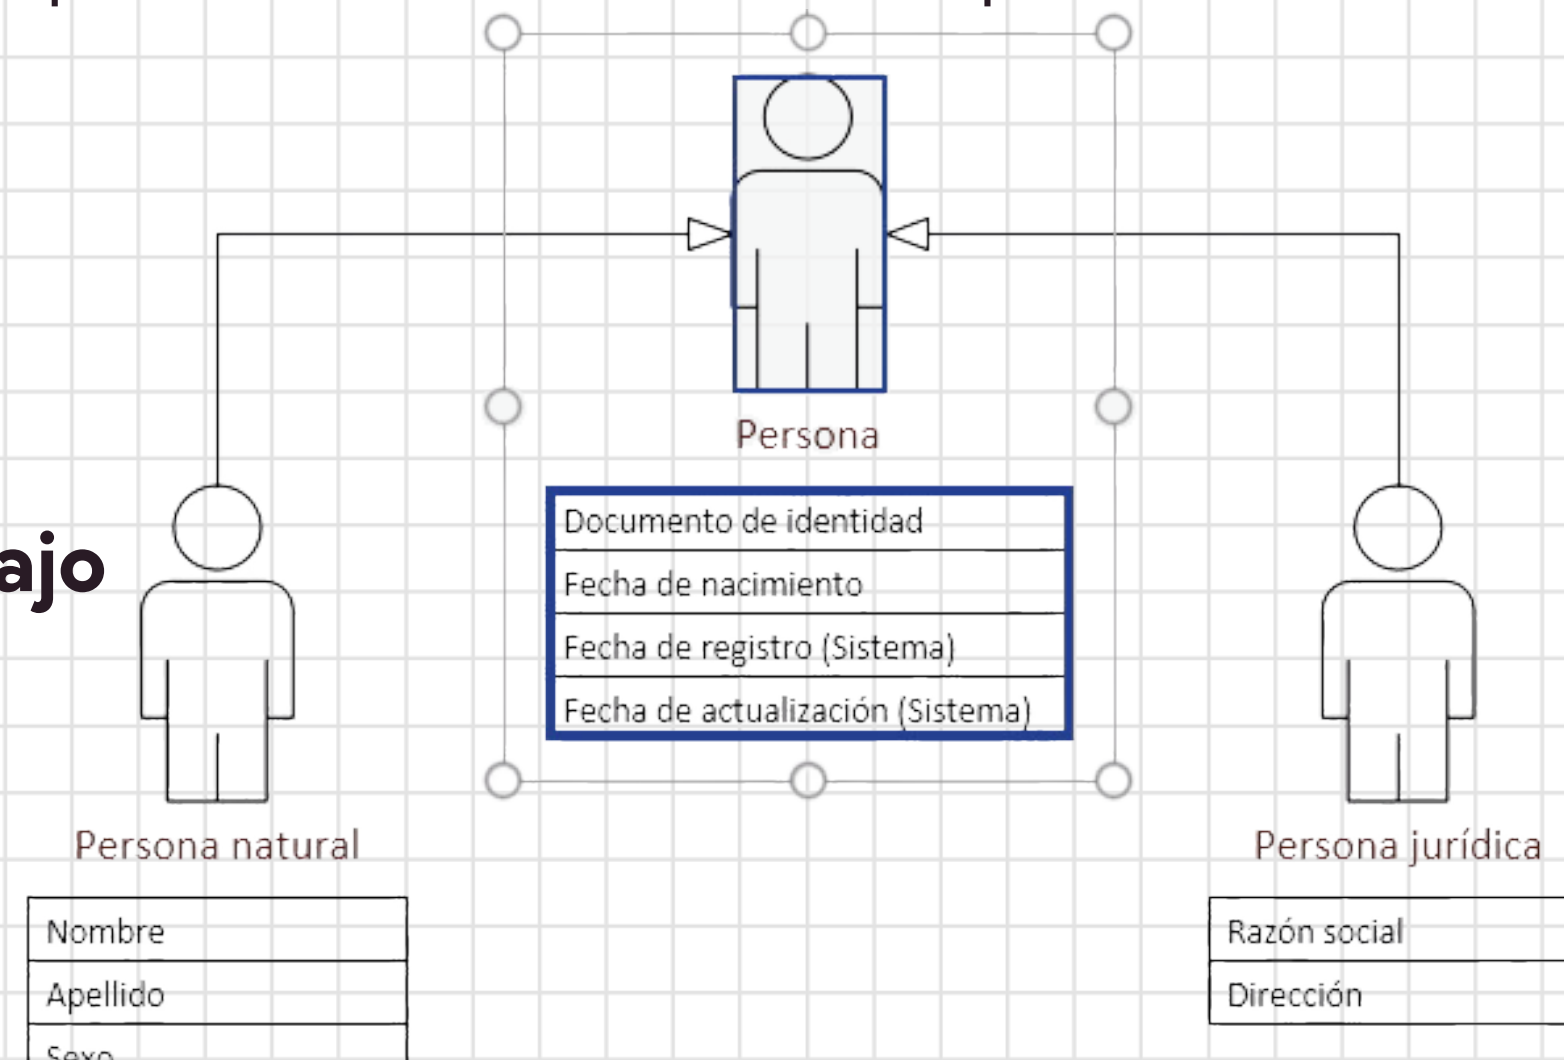 Persona
Documento de identidad
Fecha de nacimiento
Fecha de registro (Sistema)
Fecha de actualización (Sistema)
ajo
Persona natural
Nombre
Apellido
Sexo
Persona jurídica
Razón social
Dirección